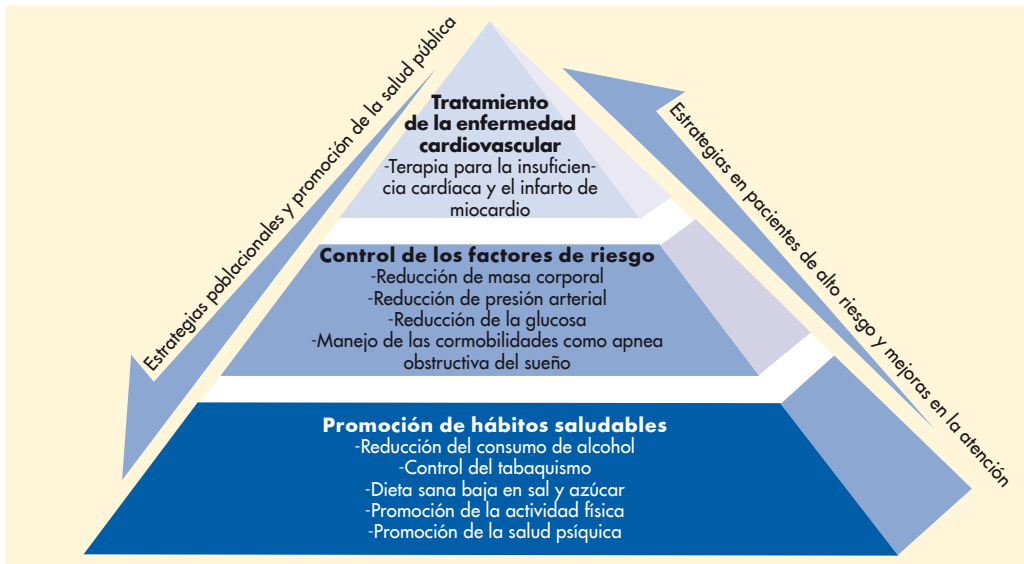 Estrategias poblacionales y promoción de la salud pública
Tratamiento
de la enfermedad
cardiovascular
-Terapia para la insuficien-
cia cardíaca y el infarto de
miocardio
Control de los factores de riesgo
-Reducción de masa corporal
-Reducción de presión arterial
-Reducción de la glucosa
-Manejo de las cormobilidades como apnea
obstructiva del sueño
Promoción de hábitos saludables
-Reducción del consumo de alcohol
-Control del tabaquismo
-Dieta sana baja en sal y azúcar
-Promoción de la actividad física
-Promoción de la salud psíquica
Estrategias en pacientes de alto riesgo y mejoras en la atención